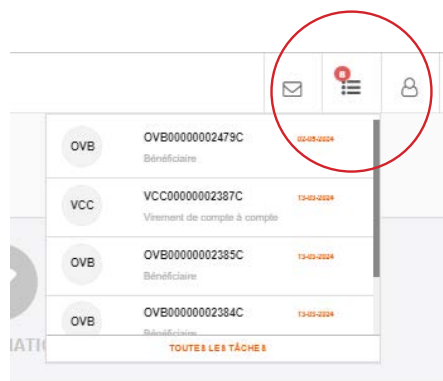 OVB
OVB00000002479C
02-05-2024
Bénéficiaire
VCC
VCC00000002387C
13-03-2024
Virement de compte à compte
OVB
OVB00000002385C
13-03-2024
Bénéficiaire
OVB
OVB00000002384C
13-03-2024
Bénéficiaire
TOUTES LES TÂCHES